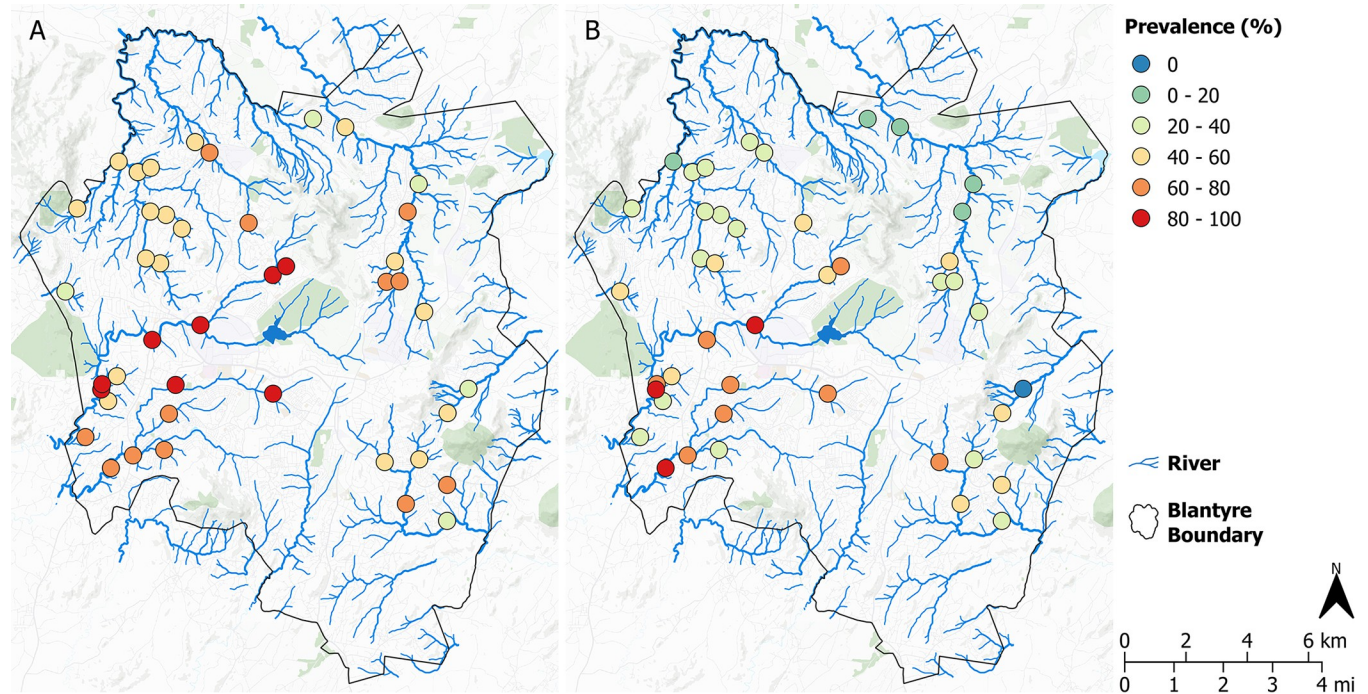 A
B
Prevalence (%)
0
0 - 20
20 - 40
40 - 60
60 - 80
80 - 100
River
Blantyre
Boundary
N
0 2 4 6 km
0 1 2 3 4 mi